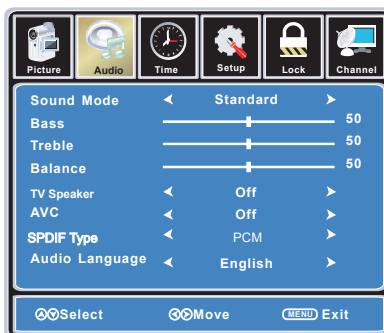 Picture Audio Time Setup Lock Channel
Sound Mode Standard
Bass 50
Treble 50
Balance 50
TV Speaker Off
AVC Off
SPDIF Type PCM
Audio Language English
Select Move MENU Exit